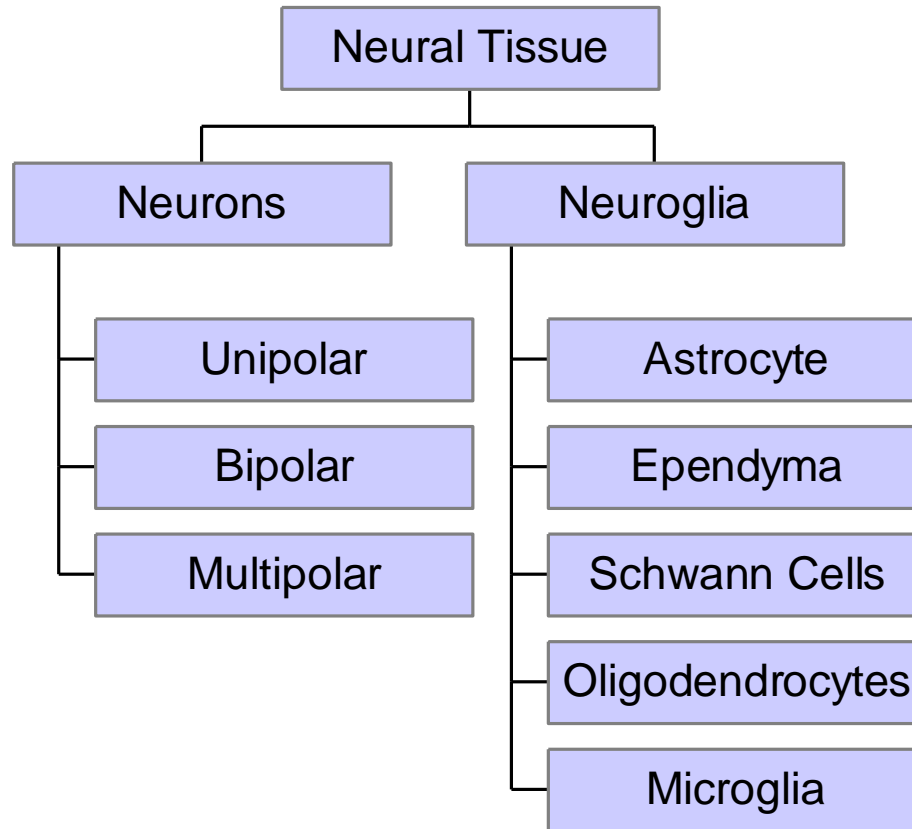 Neural Tissue
Neurons
Neuroglia
Unipolar
Bipolar
Multipolar
Astrocyte
Ependyma
Schwann Cells
Oligodendrocytes
Microglia